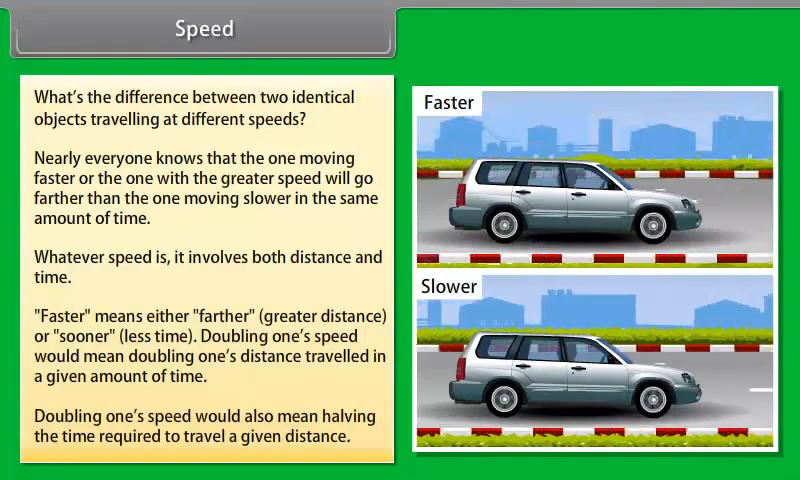 Speed
What's the difference between two identical
objects travelling at different speeds?
Nearly everyone knows that the one moving
faster or the one with the greater speed will go
farther than the one moving slower in the same
amount of time.
Whatever speed is, it involves both distance and
time.
"Faster" means either "farther" (greater distance)
or "sooner" (less time). Doubling one's speed
would mean doubling one's distance travelled in
a given amount of time.
Doubling one's speed would also mean halving
the time required to travel a given distance.
Faster
Slower